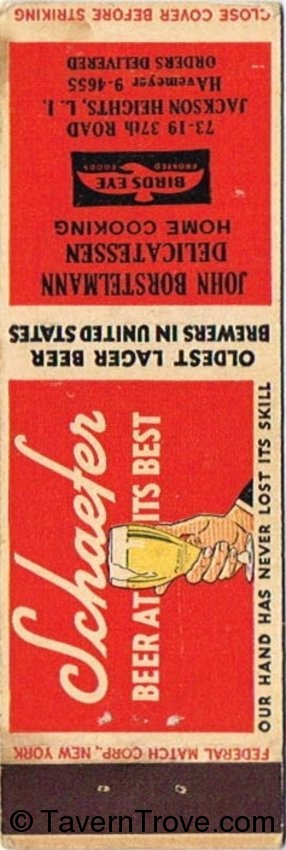 CLOSE COVER BEFORE STRIKING
JOHN BORSTELMANN
DELICATESSEN
HOME COOKING
BIRDS EYE
FROSTED
FOODS
73-19 37th ROAD
JACKSON HEIGHTS, L. I.
HAvemeyer 9-4655
ORDERS DELIVERED
OLDEST LAGER BEER
BREWERS IN UNITED STATES
Schaefer
BEER AT ITS BEST
OUR HAND HAS NEVER LOST ITS SKILL
FEDERAL MATCH CORP., NEW YORK
© TavernTrove.com